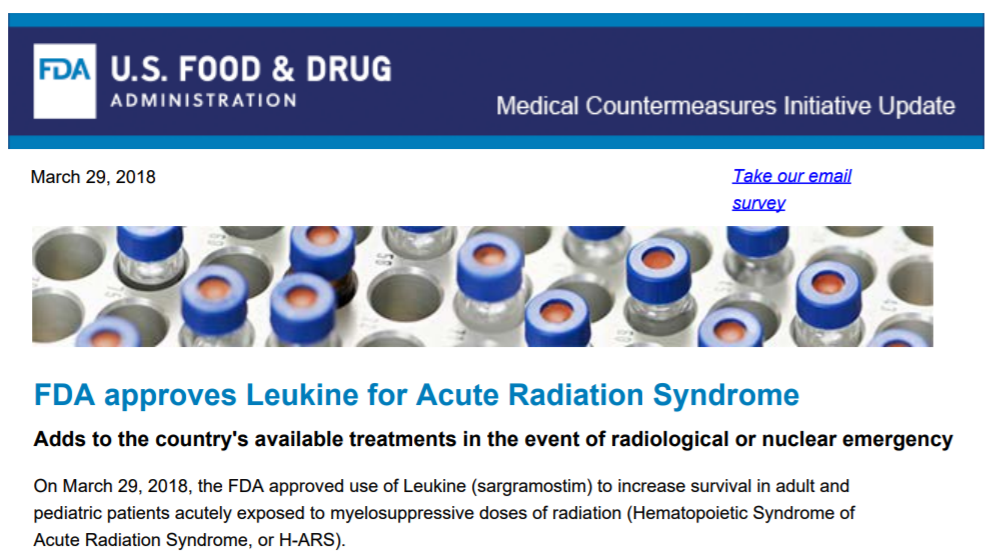 FDA U.S. FOOD & DRUG
ADMINISTRATION
Medical Countermeasures Initiative Update
March 29, 2018
Take our email
survey
FDA approves Leukine for Acute Radiation Syndrome
Adds to the country's available treatments in the event of radiological or nuclear emergency
On March 29, 2018, the FDA approved use of Leukine (sargramostim) to increase survival in adult and
pediatric patients acutely exposed to myelosuppressive doses of radiation (Hematopoietic Syndrome of
Acute Radiation Syndrome, or H-ARS).